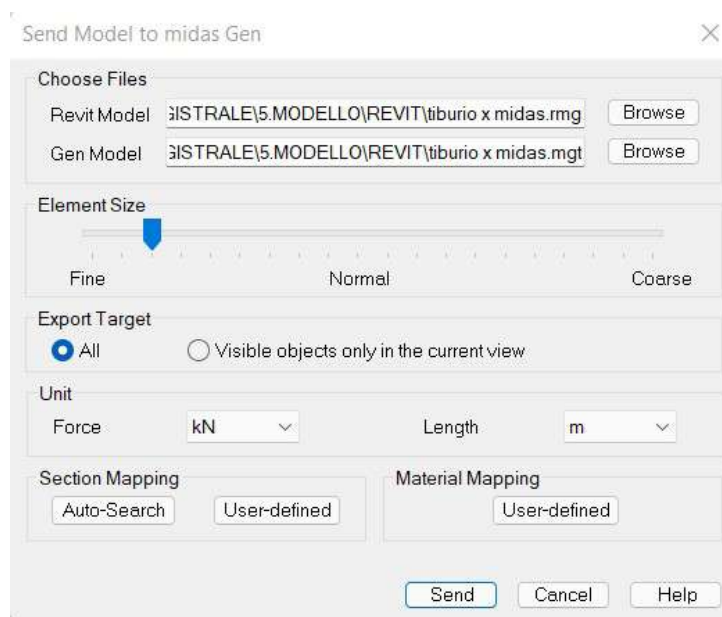 Send Model to midas Gen
Choose Files
Revit Model GISTRALE\5.MODELLO\REVIT\tiburio x midas.rmg Browse
Gen Model GISTRALE\5.MODELLO\REVIT\tiburio x midas.mgt Browse
Element Size
Fine Normal Coarse
Export Target
All Visible objects only in the current view
Unit
Force kN Length m
Section Mapping Material Mapping
Auto-Search User-defined User-defined
Send Cancel Help